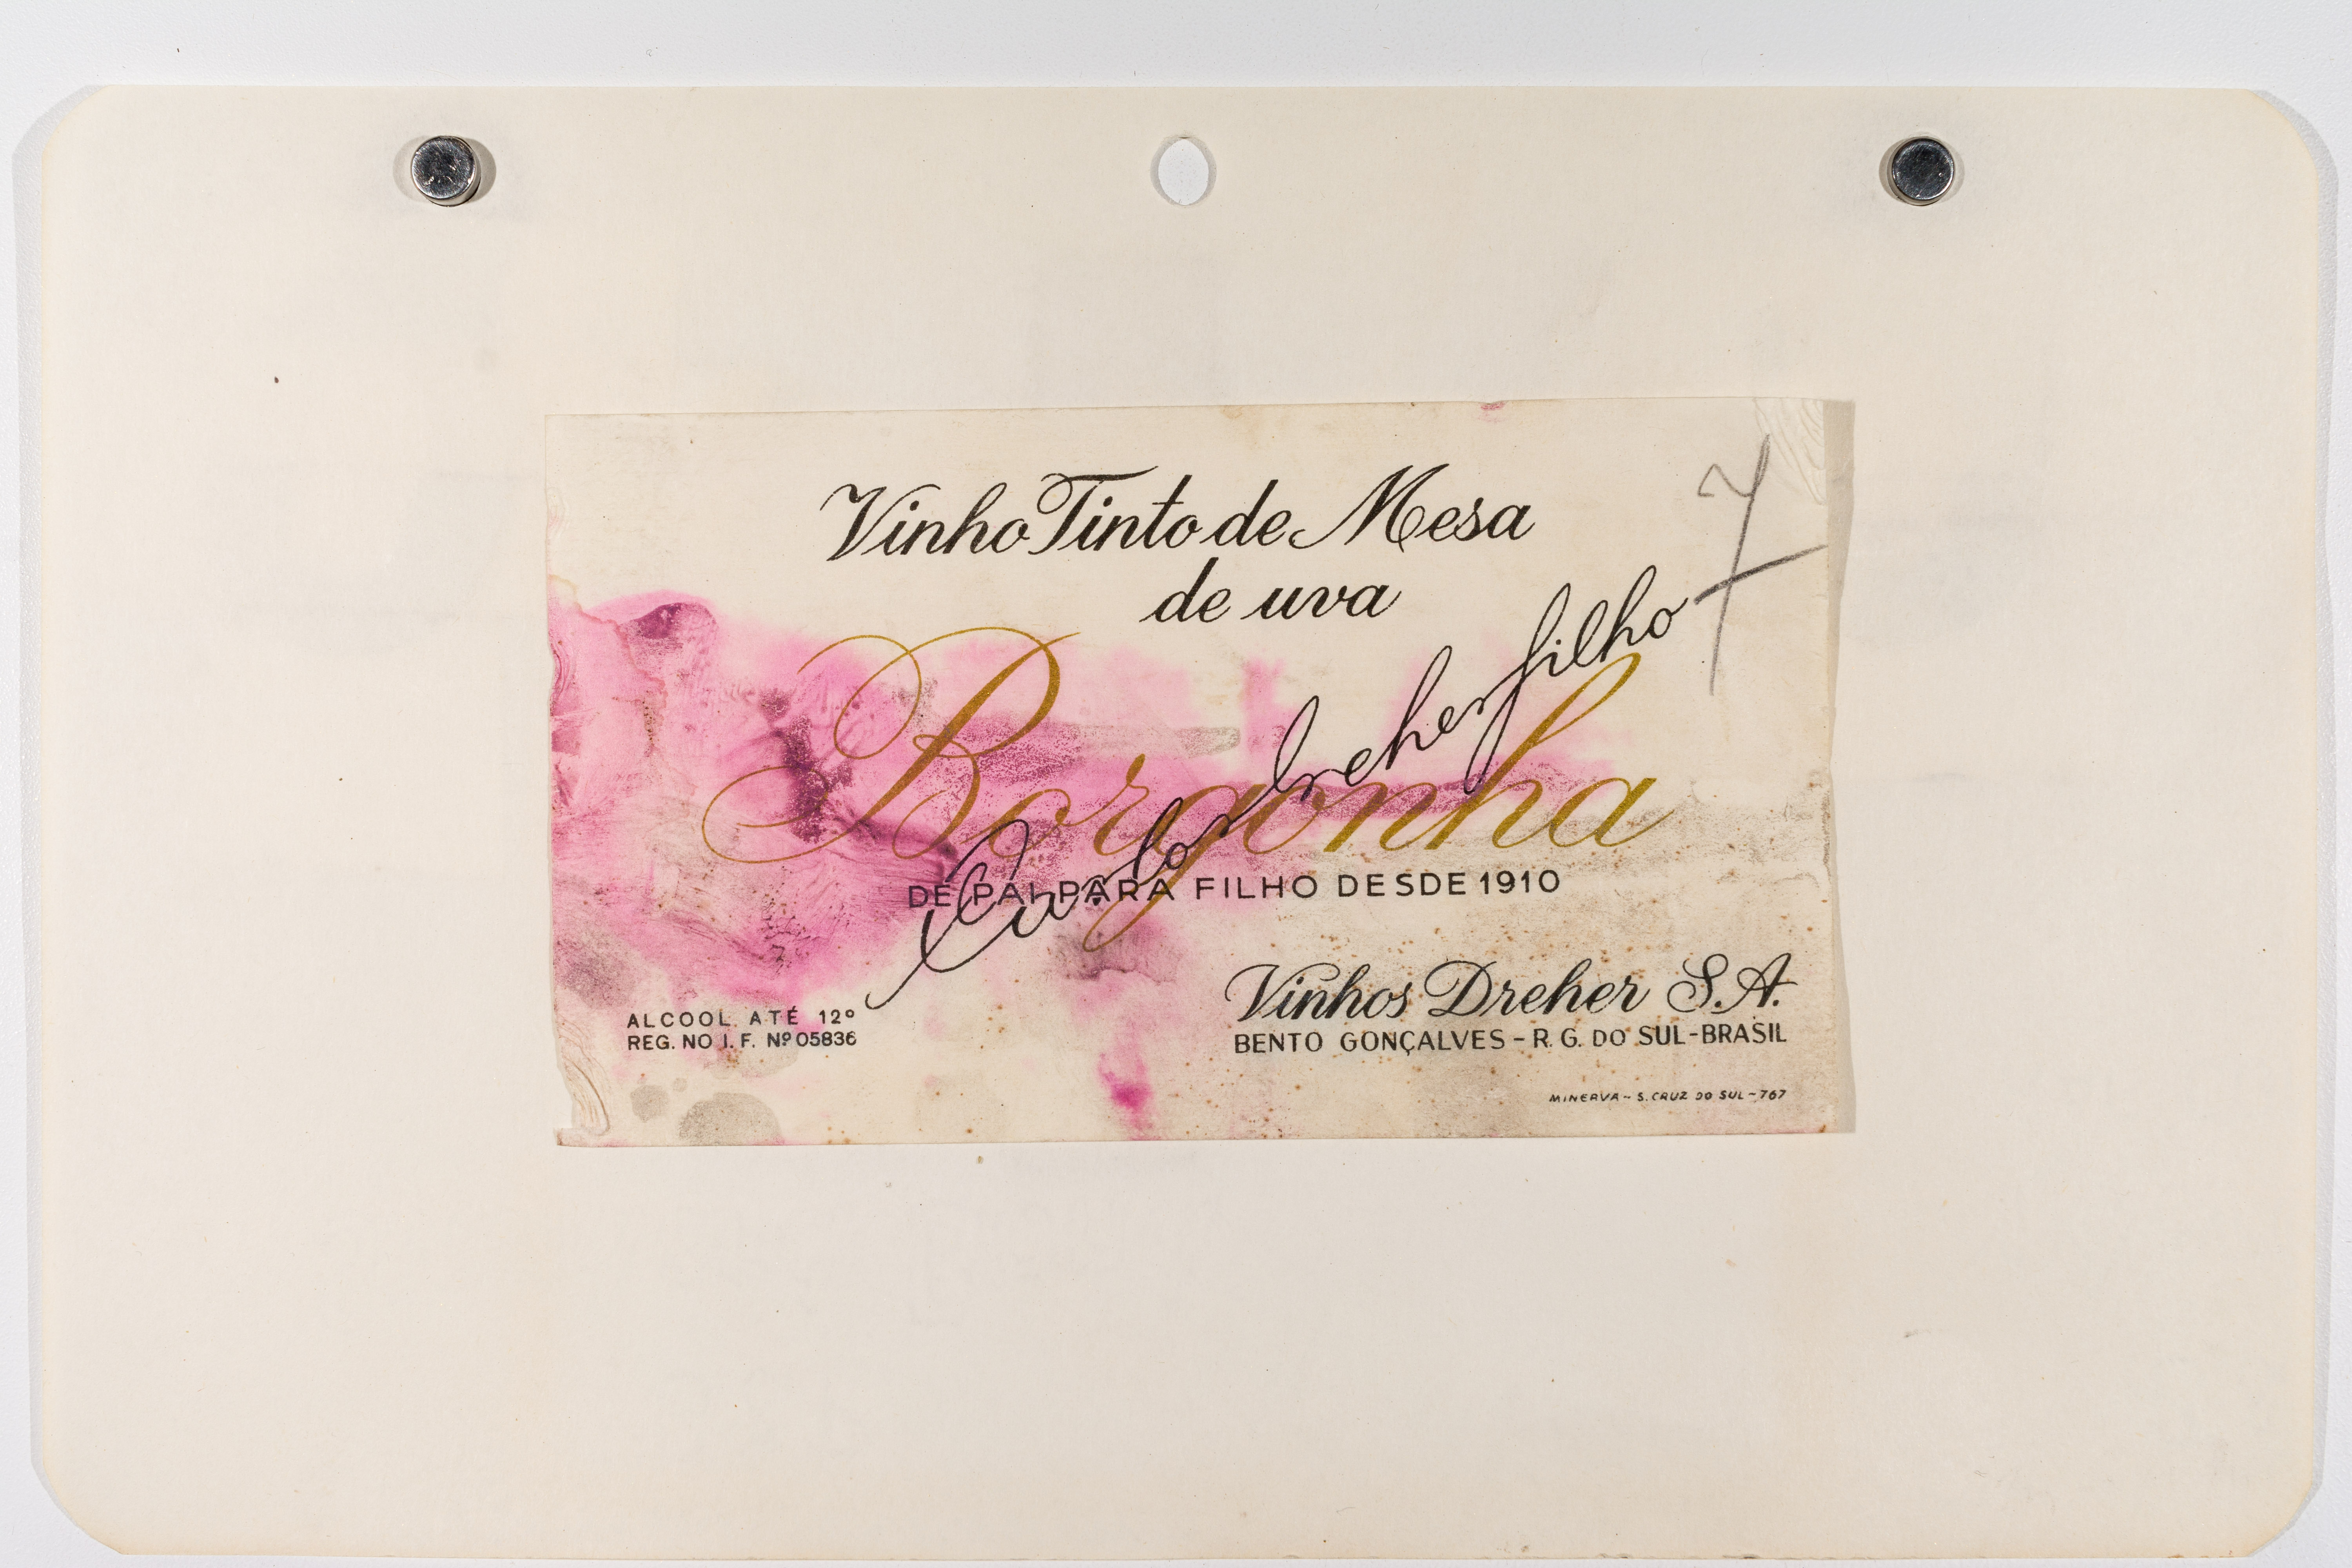 Vinho Tinto de Mesa
de uva
Borgonha
Carlos Dreher filho
DE PAI PARA FILHO DESDE 1910
ALCOOL ATÉ 12º
REG. NO I. F. Nº 05836
Vinhos Dreher S.A.
BENTO GONÇALVES - R. G. DO SUL - BRASIL
MINERVA - S. CRUZ DO SUL - 767
7